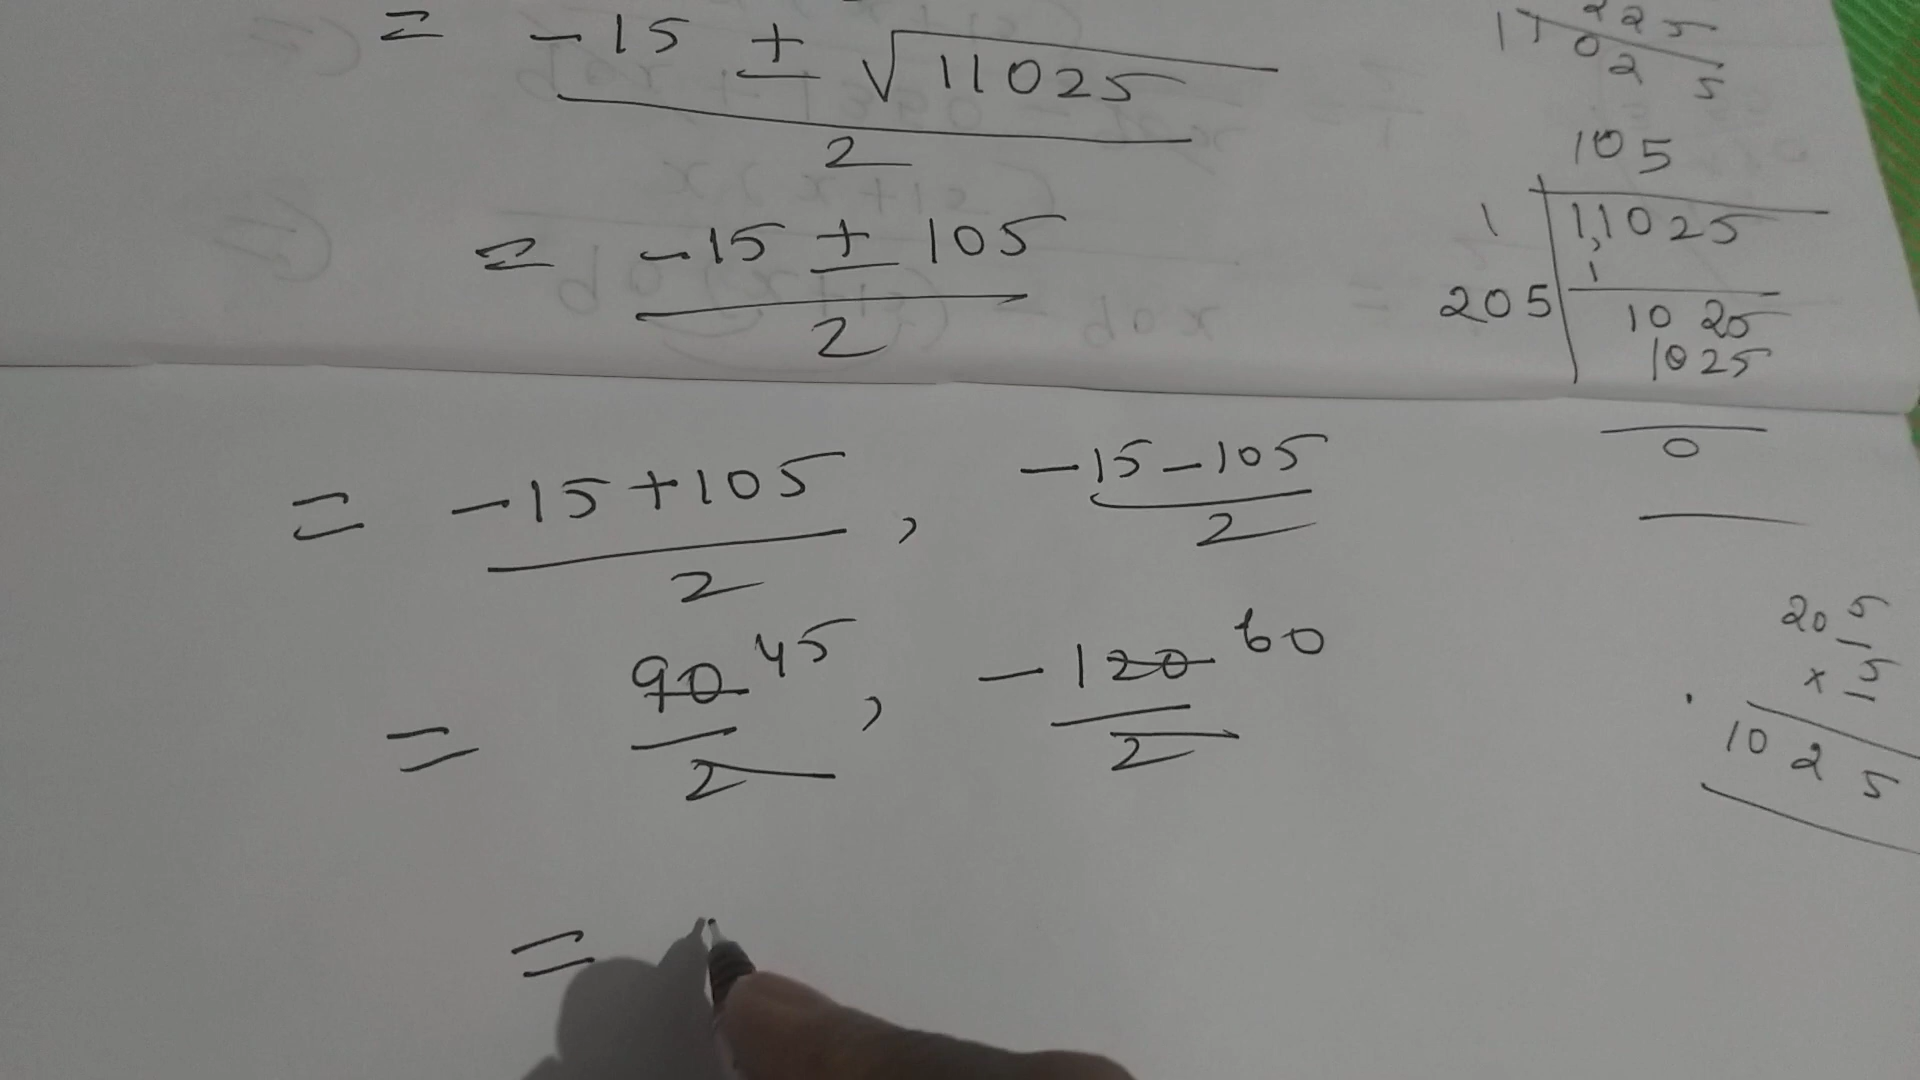 = -15 ± √11025 / 2
= -15 ± 105 / 2
= -15+105 / 2 , -15-105 / 2
= 90 45 / 2 , -120 60 / 2
=
225
105
1 | 1,1025
1
205 | 1025
1025
0
205
× 5
1025